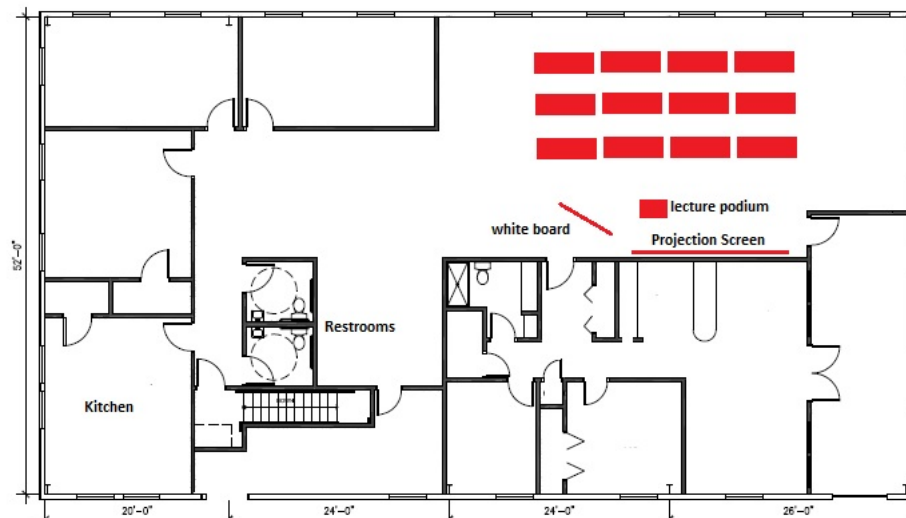 lecture podium
white board
Projection Screen
52'-0"
Restrooms
Kitchen
20'-0"
24'-0"
24'-0"
26'-0"